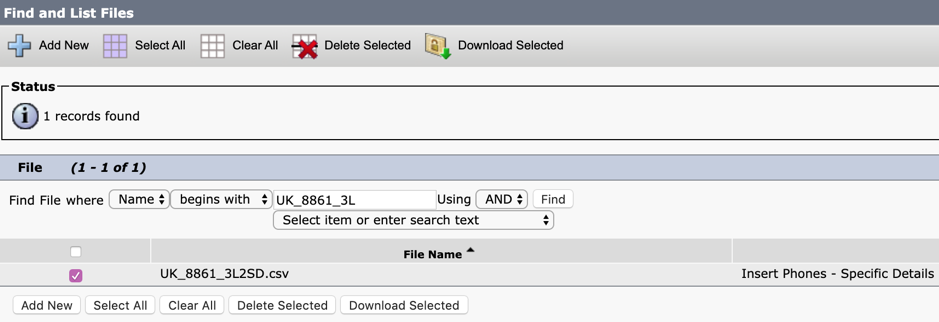 Find and List Files
Add New Select All Clear All Delete Selected Download Selected
Status
1 records found
File (1 - 1 of 1)
Find File where Name begins with UK_8861_3L Using AND Find
Select item or enter search text
File Name
UK_8861_3L2SD.csv Insert Phones - Specific Details
Add New Select All Clear All Delete Selected Download Selected